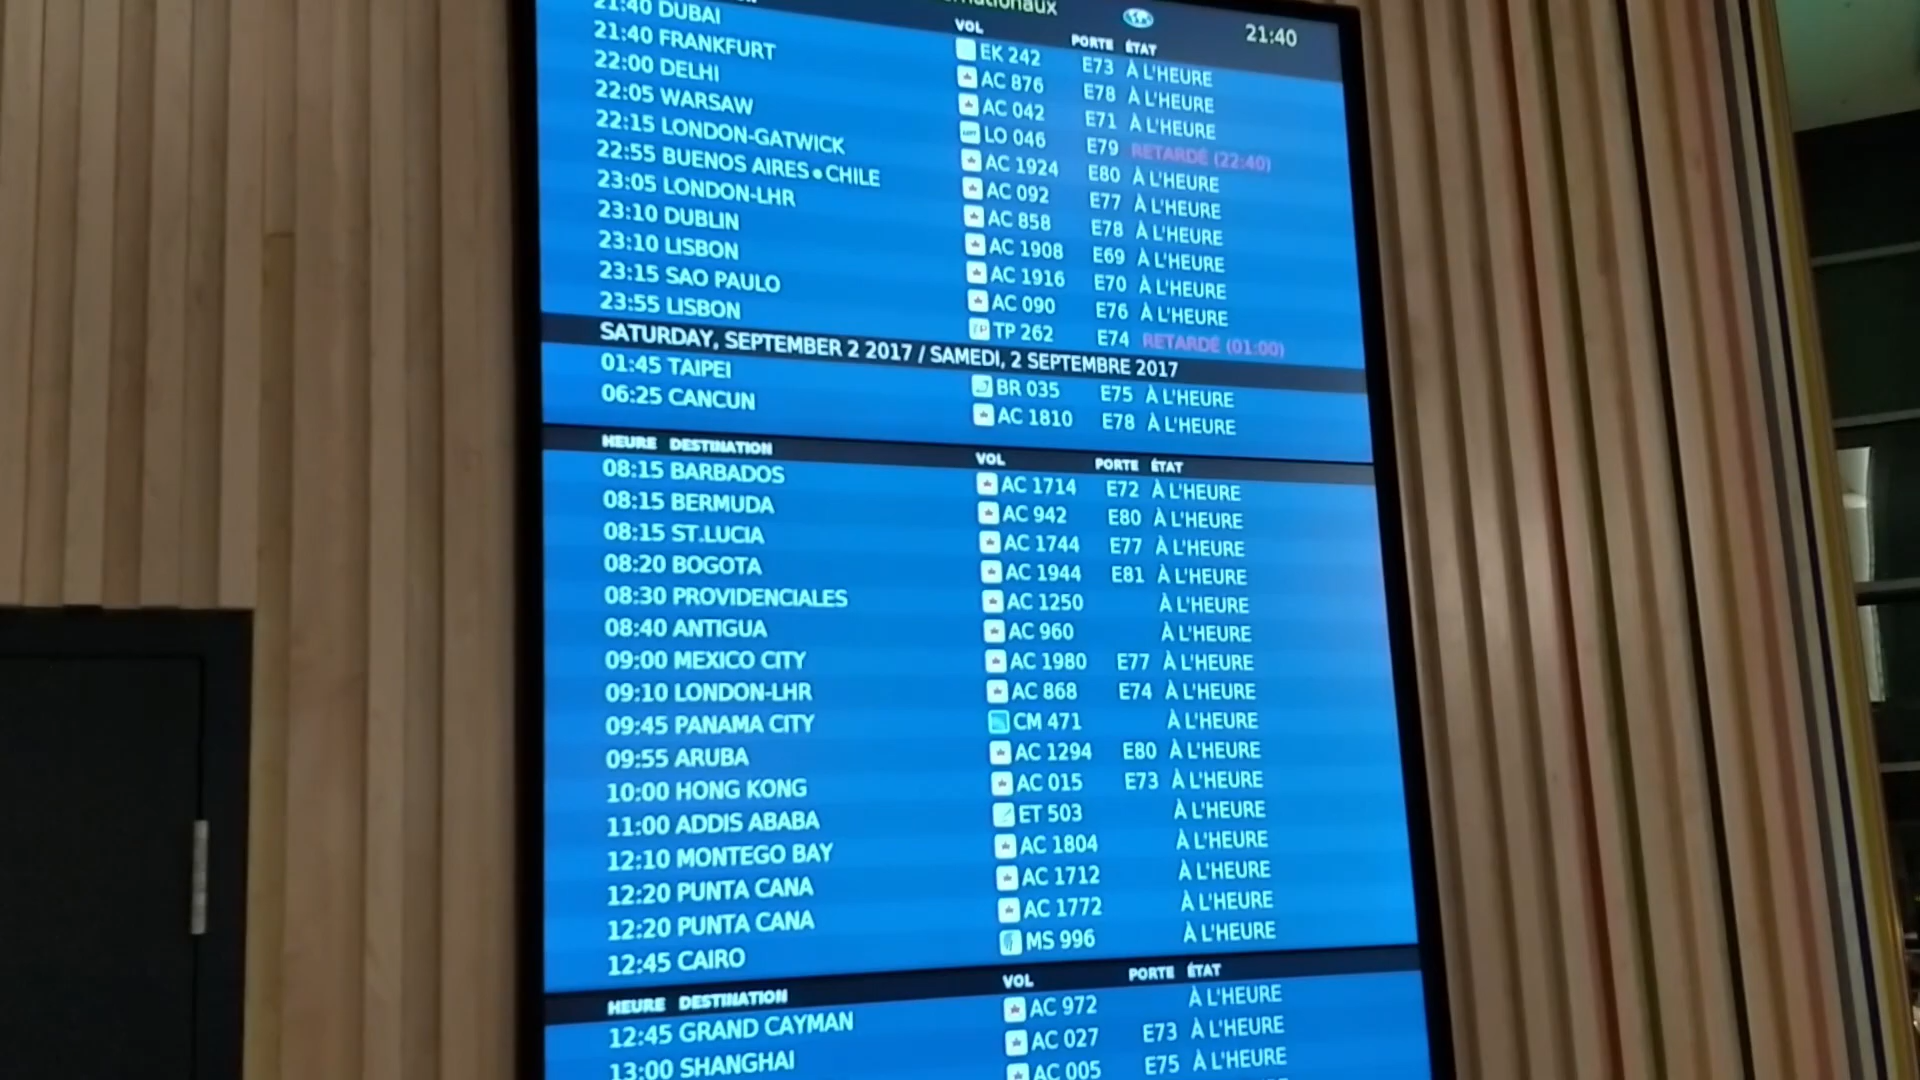 21:40
VOL PORTE ÉTAT
21:40 DUBAI EK 242 E73 À L'HEURE
21:40 FRANKFURT AC 876 E78 À L'HEURE
22:00 DELHI AC 042 E71 À L'HEURE
22:05 WARSAW LO 046 E79 RETARDÉ (22:40)
22:15 LONDON-GATWICK AC 1924 E80 À L'HEURE
22:55 BUENOS AIRES•CHILE AC 092 E77 À L'HEURE
23:05 LONDON-LHR AC 858 E78 À L'HEURE
23:10 DUBLIN AC 1908 E69 À L'HEURE
23:10 LISBON AC 1916 E70 À L'HEURE
23:15 SAO PAULO AC 090 E76 À L'HEURE
23:55 LISBON TP 262 E74 RETARDÉ (01:00)
SATURDAY, SEPTEMBER 2 2017 / SAMEDI, 2 SEPTEMBRE 2017
01:45 TAIPEI BR 035 E75 À L'HEURE
06:25 CANCUN AC 1810 E78 À L'HEURE
HEURE DESTINATION VOL PORTE ÉTAT
08:15 BARBADOS AC 1714 E72 À L'HEURE
08:15 BERMUDA AC 942 E80 À L'HEURE
08:15 ST.LUCIA AC 1744 E77 À L'HEURE
08:20 BOGOTA AC 1944 E81 À L'HEURE
08:30 PROVIDENCIALES AC 1250 À L'HEURE
08:40 ANTIGUA AC 960 À L'HEURE
09:00 MEXICO CITY AC 1980 E77 À L'HEURE
09:10 LONDON-LHR AC 868 E74 À L'HEURE
09:45 PANAMA CITY CM 471 À L'HEURE
09:55 ARUBA AC 1294 E80 À L'HEURE
10:00 HONG KONG AC 015 E73 À L'HEURE
11:00 ADDIS ABABA ET 503 À L'HEURE
12:10 MONTEGO BAY AC 1804 À L'HEURE
12:20 PUNTA CANA AC 1712 À L'HEURE
12:20 PUNTA CANA AC 1772 À L'HEURE
12:45 CAIRO MS 996 À L'HEURE
HEURE DESTINATION VOL PORTE ÉTAT
12:45 GRAND CAYMAN AC 972 À L'HEURE
13:00 SHANGHAI AC 027 E73 À L'HEURE
AC 005 E75 À L'HEURE